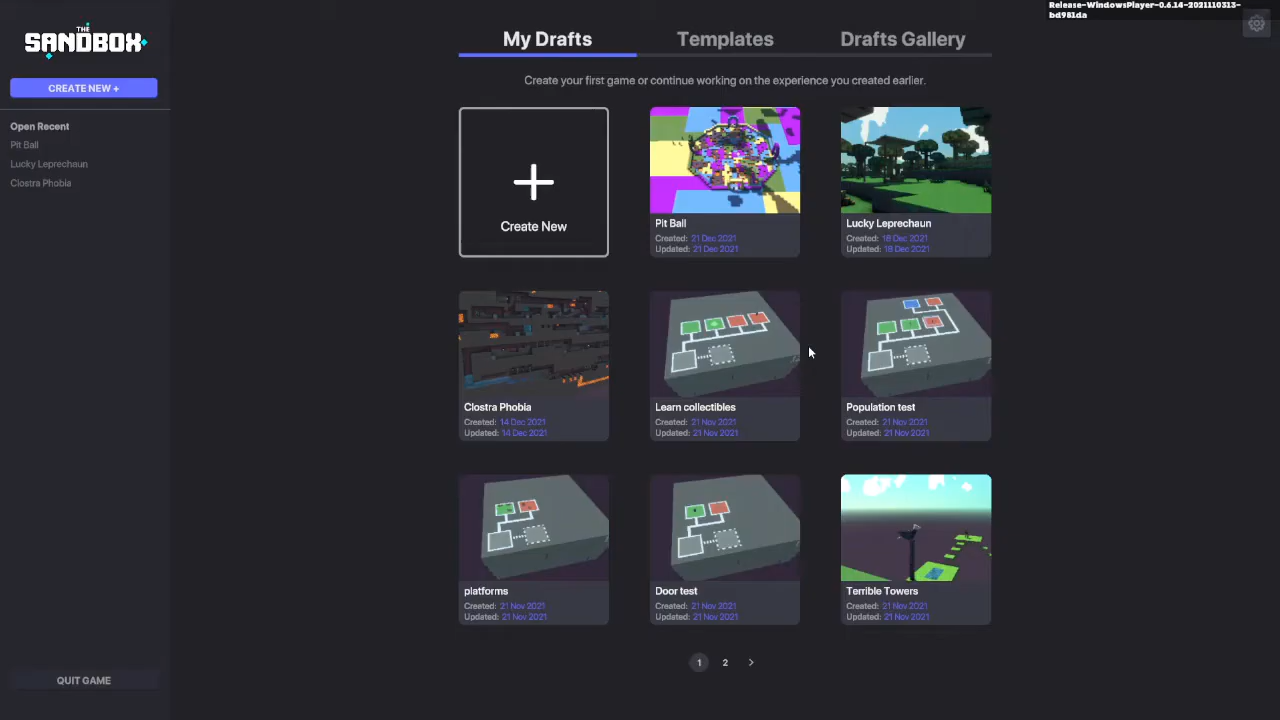 Release-WindowsPlayer-0.6.14-2021110313-
bd981da
THE
SANDBOX
CREATE NEW +
Open Recent
Pit Ball
Lucky Leprechaun
Clostra Phobia
QUIT GAME
My Drafts
Templates
Drafts Gallery
Create your first game or continue working on the experience you created earlier.
Create New
Pit Ball
Created: 21 Dec 2021
Updated: 21 Dec 2021
Lucky Leprechaun
Created: 18 Dec 2021
Updated: 18 Dec 2021
Clostra Phobia
Created: 14 Dec 2021
Updated: 14 Dec 2021
Learn collectibles
Created: 21 Nov 2021
Updated: 21 Nov 2021
Population test
Created: 21 Nov 2021
Updated: 21 Nov 2021
platforms
Created: 21 Nov 2021
Updated: 21 Nov 2021
Door test
Created: 21 Nov 2021
Updated: 21 Nov 2021
Terrible Towers
Created: 21 Nov 2021
Updated: 21 Nov 2021
1 2 >